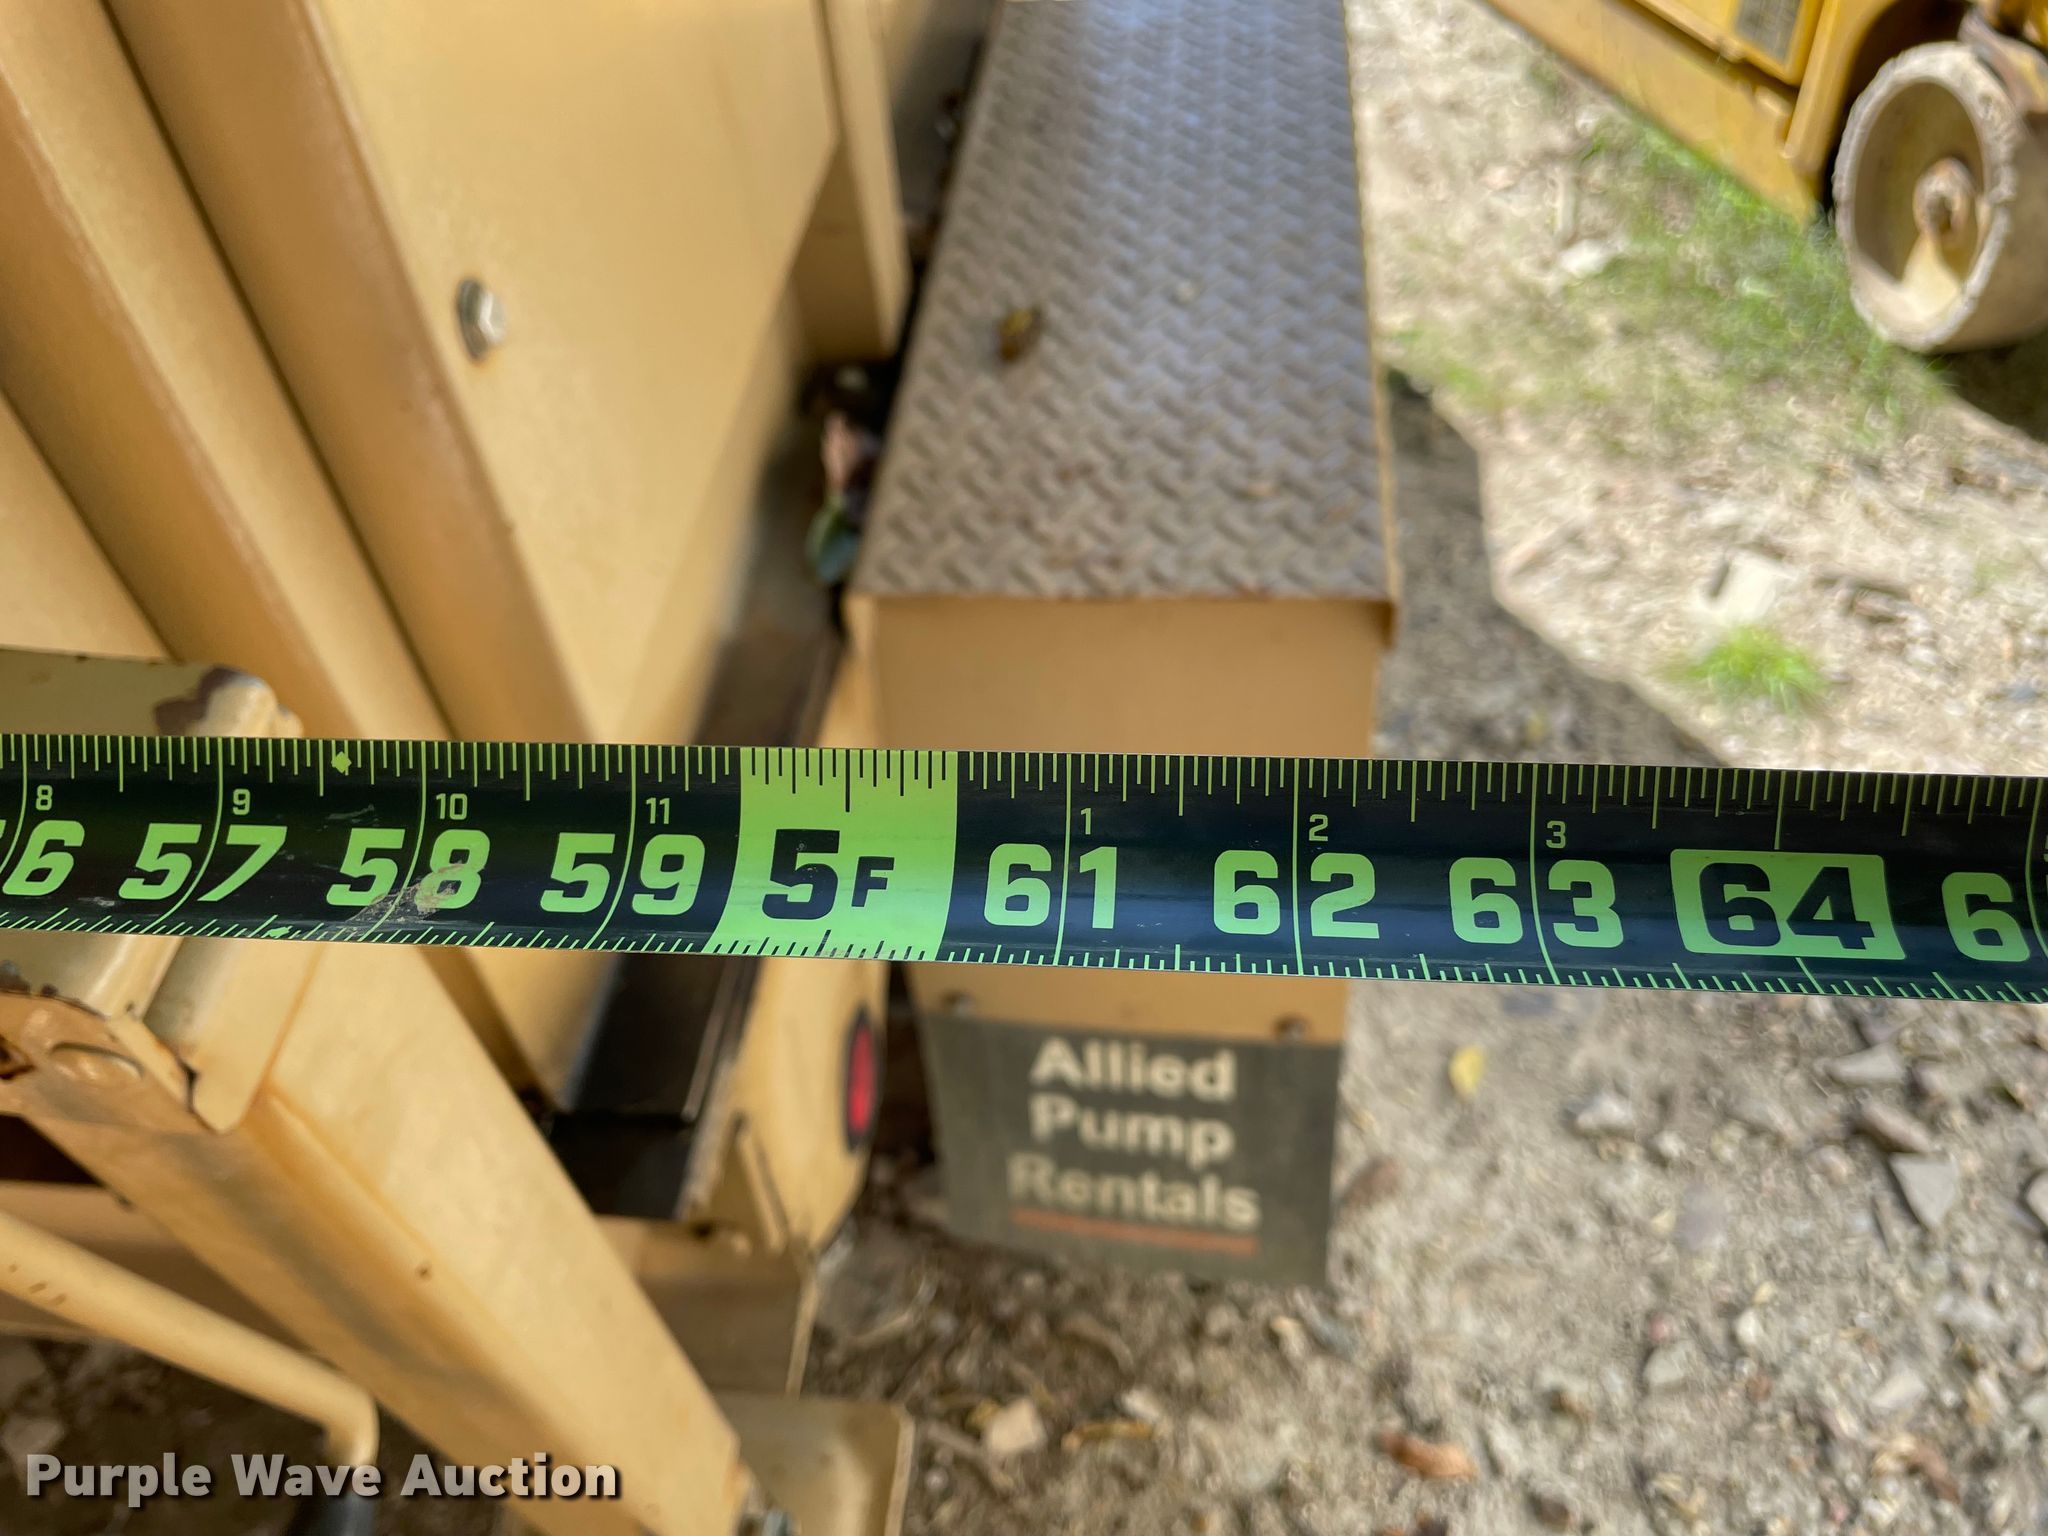 8 9 10 11 1 2 3
6 57 58 59 5F 61 62 63 64 6
Allied
Pump
Rentals
Purple Wave Auction